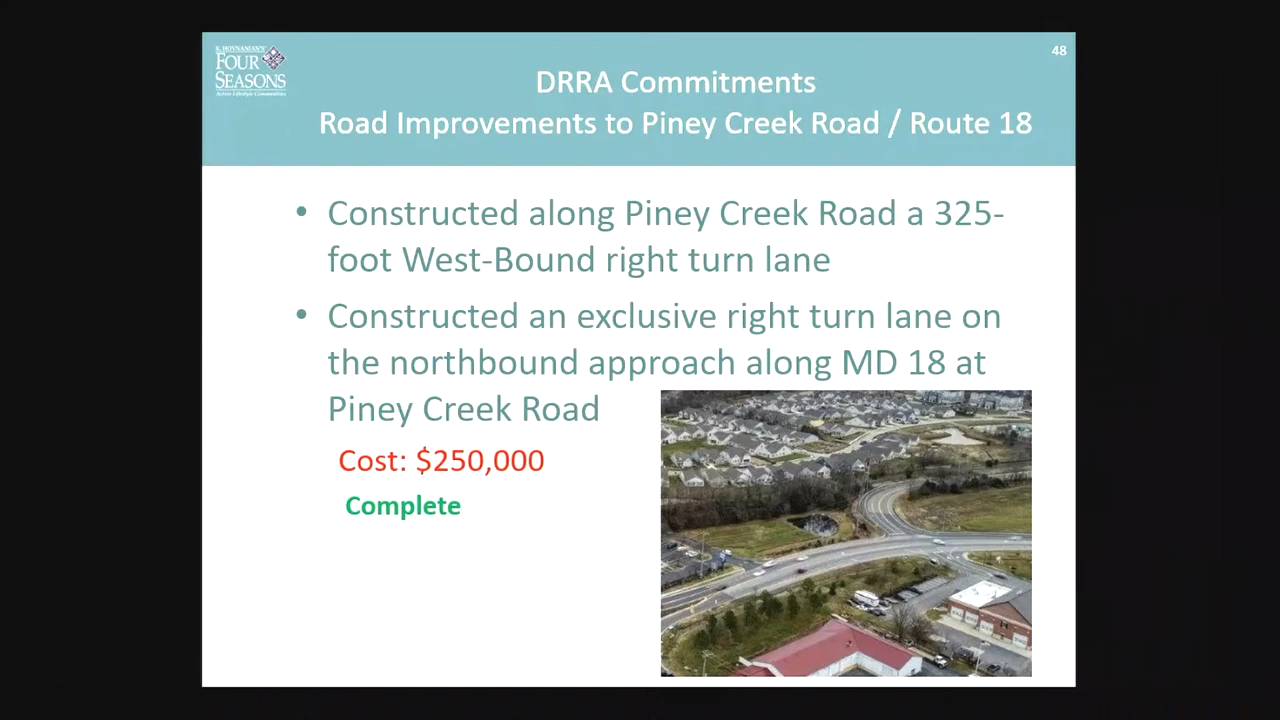 K. HOVNANIAN'S
FOUR
SEASONS
Active Lifestyle Communities
48
DRRA Commitments
Road Improvements to Piney Creek Road / Route 18
• Constructed along Piney Creek Road a 325-
foot West-Bound right turn lane
• Constructed an exclusive right turn lane on
the northbound approach along MD 18 at
Piney Creek Road
Cost: $250,000
Complete